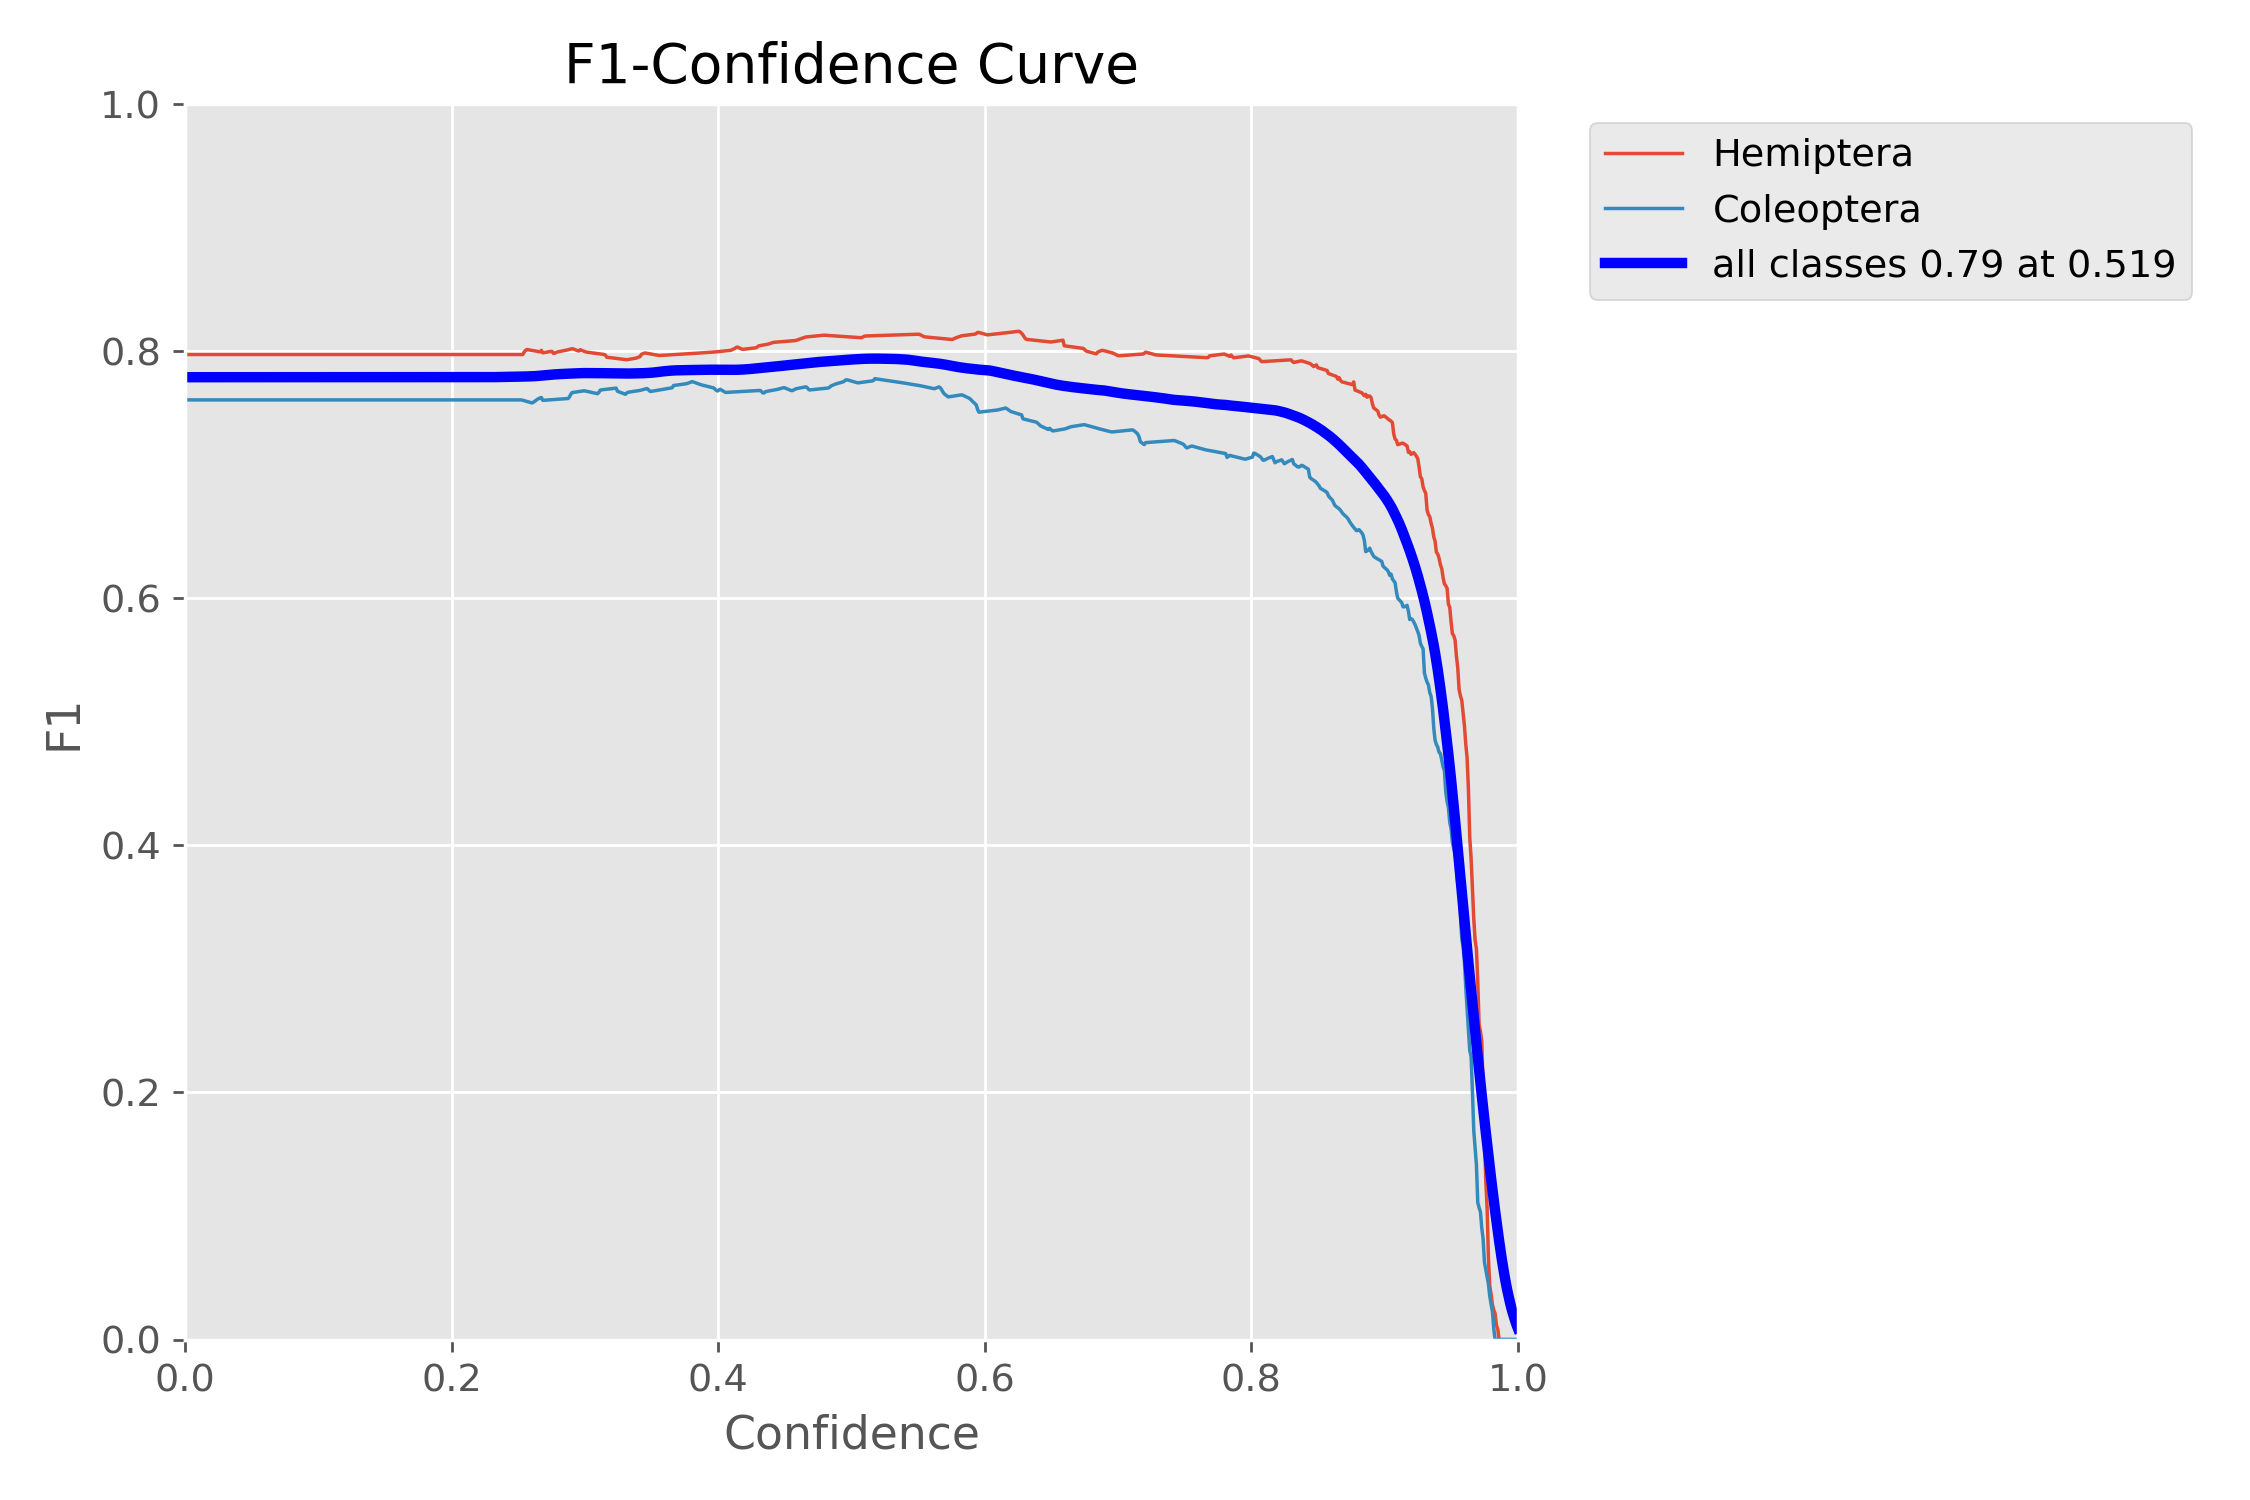 F1-Confidence Curve
1.0
0.8
0.6
0.4
0.2
0.0
F1
0.0 0.2 0.4 0.6 0.8 1.0
Confidence
Hemiptera
Coleoptera
all classes 0.79 at 0.519